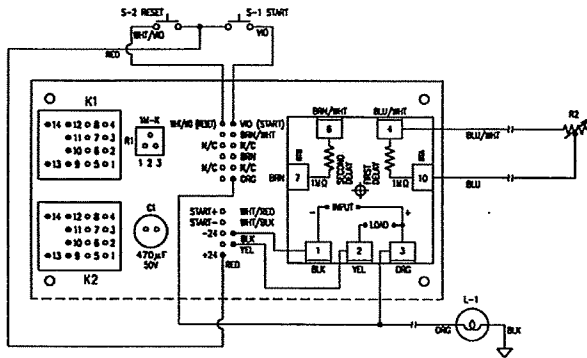 S-2 RESET
S-1 START
WHT/VIO
VIO
RED
K1
14 12 8 4
11 7 3
10 6 2
13 9 5 1
1M-K
R1
1 2 3
WHT/VIO (RESET)
VIO (START)
BRN/WHT
N/C
N/C
BRN
N/C
N/C
ORG
BRN/WHT
BLU/WHT
6
4
BLU/WHT
R2
7
10
BRN
1MΩ
SECOND DELAY
FIRST DELAY
1MΩ
BLU
K2
14 12 8 4
11 7 3
10 6 2
13 9 5 1
C1
470µF
50V
START+
WHT/RED
START-
WHT/BLK
-24
BLK
YEL
+24
RED
- INPUT +
LOAD
1
2
3
BLK
YEL
ORG
L-1
ORG
BLK